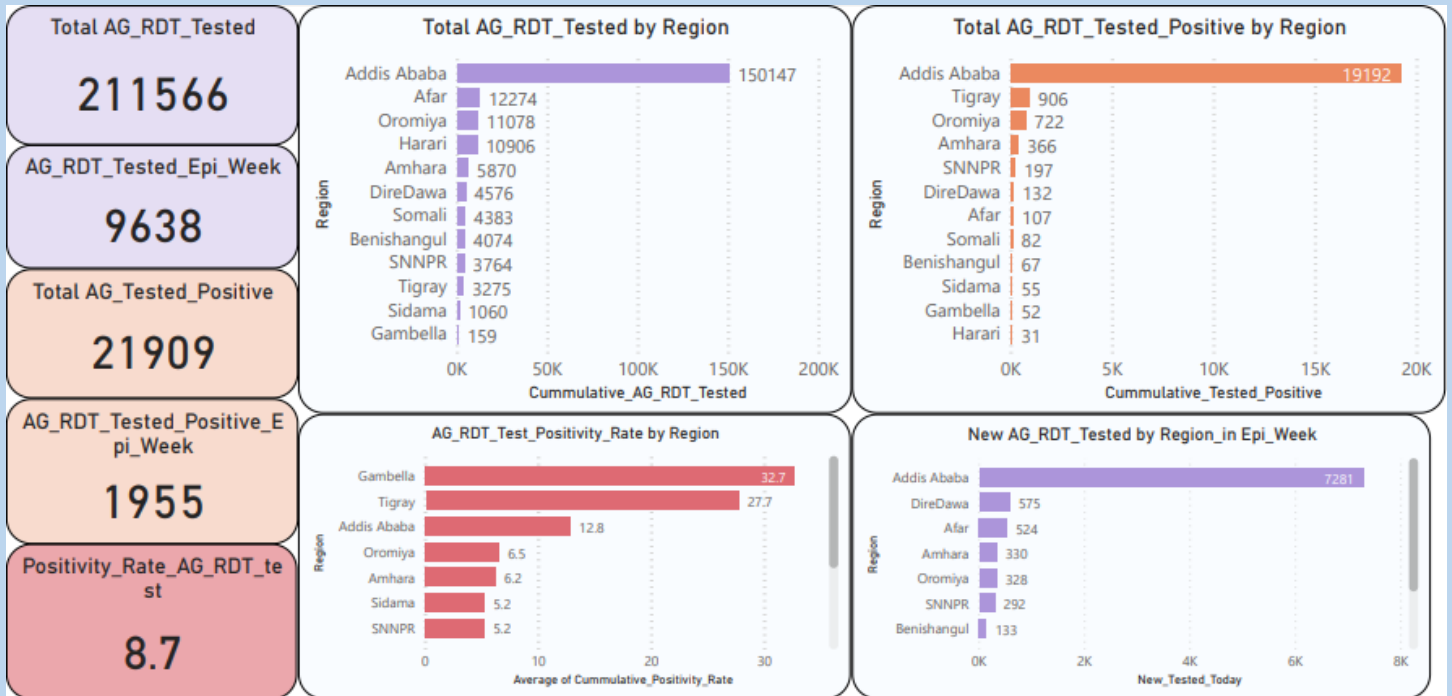 Total AG_RDT_Tested
211566
AG_RDT_Tested_Epi_Week
9638
Total AG_Tested_Positive
21909
AG_RDT_Tested_Positive_E
pi_Week
1955
Positivity_Rate_AG_RDT_te
st
8.7
Total AG_RDT_Tested by Region
Region
Addis Ababa 150147
Afar 12274
Oromiya 11078
Harari 10906
Amhara 5870
DireDawa 4576
Somali 4383
Benishangul 4074
SNNPR 3764
Tigray 3275
Sidama 1060
Gambella 159
0K 50K 100K 150K 200K
Cummulative_AG_RDT_Tested
Total AG_RDT_Tested_Positive by Region
Region
Addis Ababa 19192
Tigray 906
Oromiya 722
Amhara 366
SNNPR 197
DireDawa 132
Afar 107
Somali 82
Benishangul 67
Sidama 55
Gambella 52
Harari 31
0K 5K 10K 15K 20K
Cummulative_Tested_Positive
AG_RDT_Test_Positivity_Rate by Region
Region
Gambella 32.7
Tigray 27.7
Addis Ababa 12.8
Oromiya 6.5
Amhara 6.2
Sidama 5.2
SNNPR 5.2
0 10 20 30
Average of Cummulative_Positivity_Rate
New AG_RDT_Tested by Region_in Epi_Week
Region
Addis Ababa 7281
DireDawa 575
Afar 524
Amhara 330
Oromiya 328
SNNPR 292
Benishangul 133
0K 2K 4K 6K 8K
New_Tested_Today